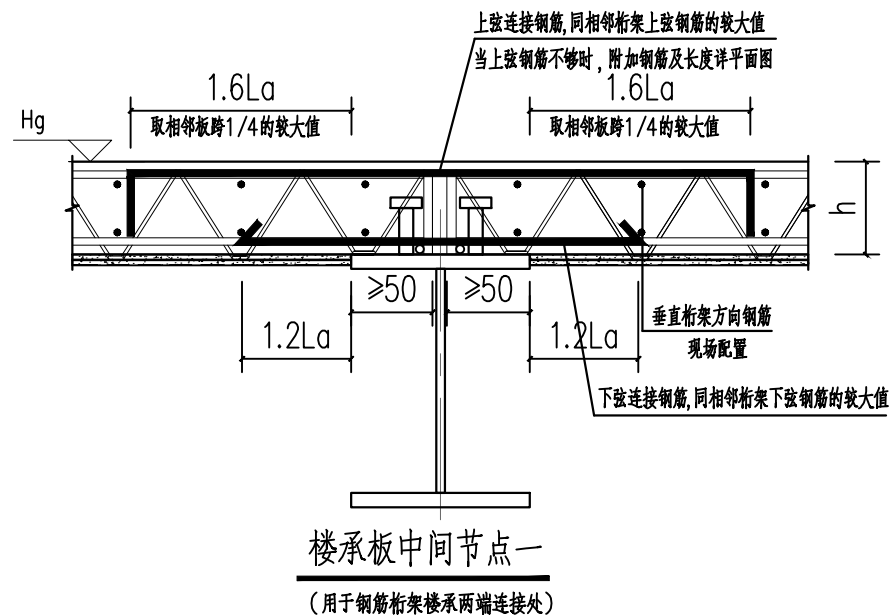 上弦连接钢筋,同相邻桁架上弦钢筋的较大值
当上弦钢筋不够时,附加钢筋及长度详平面图
1.6La
取相邻板跨1/4的较大值
1.6La
取相邻板跨1/4的较大值
Hg
h
≥50
≥50
1.2La
1.2La
垂直桁架方向钢筋
现场配置
下弦连接钢筋,同相邻桁架下弦钢筋的较大值
楼承板中间节点一
(用于钢筋桁架楼承两端连接处)